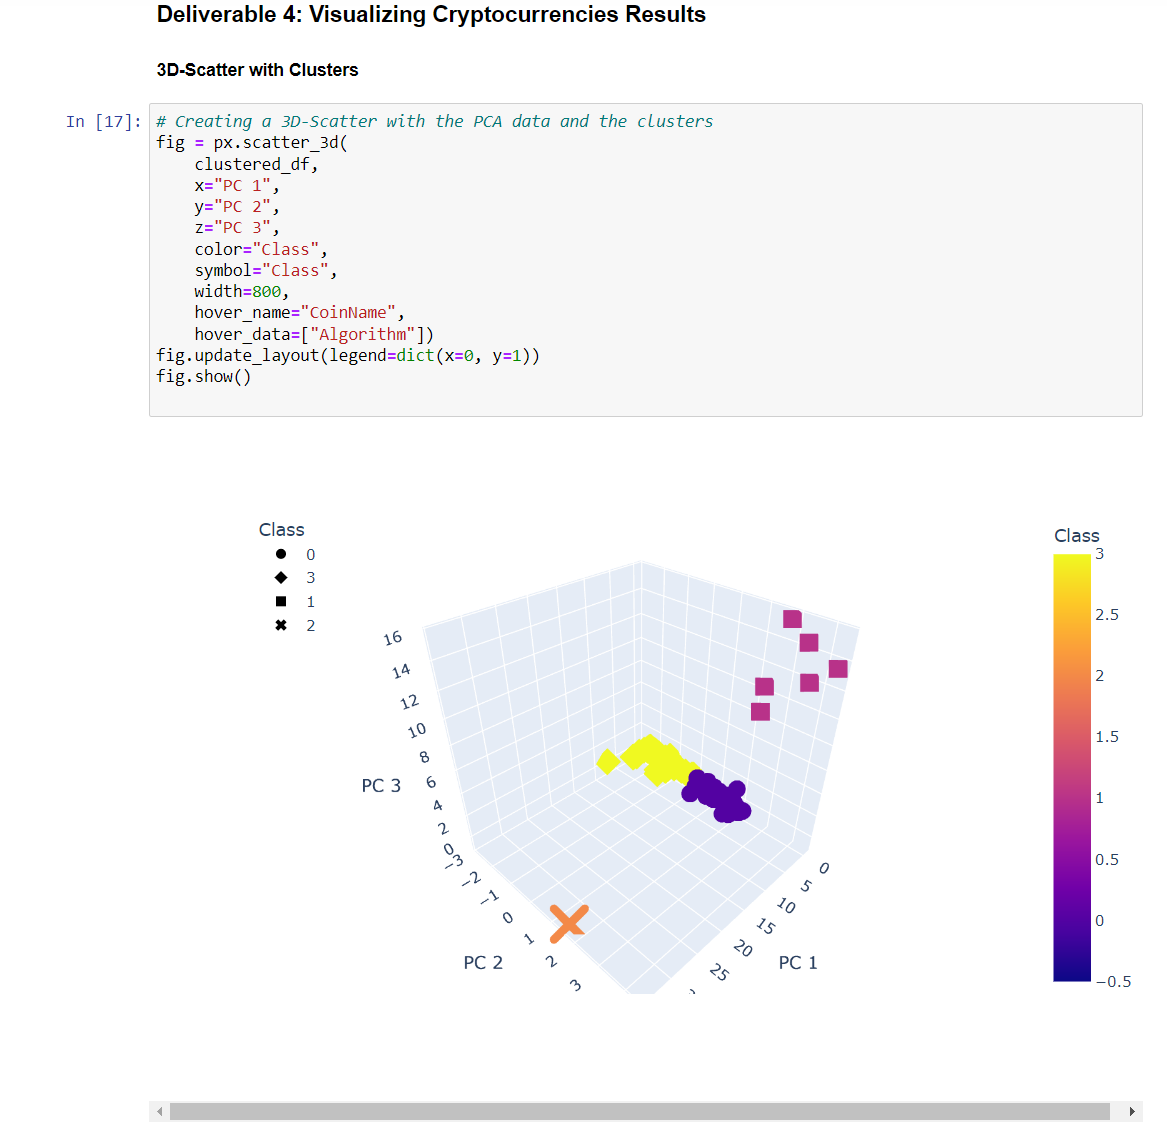 Deliverable 4: Visualizing Cryptocurrencies Results
3D-Scatter with Clusters
In [17]:
# Creating a 3D-Scatter with the PCA data and the clusters
fig = px.scatter_3d(
    clustered_df,
    x="PC 1",
    y="PC 2",
    z="PC 3",
    color="Class",
    symbol="Class",
    width=800,
    hover_name="CoinName",
    hover_data=["Algorithm"])
fig.update_layout(legend=dict(x=0, y=1))
fig.show()
Class
0
3
1
2
16
14
12
10
8
6
4
2
0
PC 3
−3
−2
−1
0
1
2
3
PC 2
0
5
10
15
20
25
PC 1
Class
3
2.5
2
1.5
1
0.5
0
−0.5